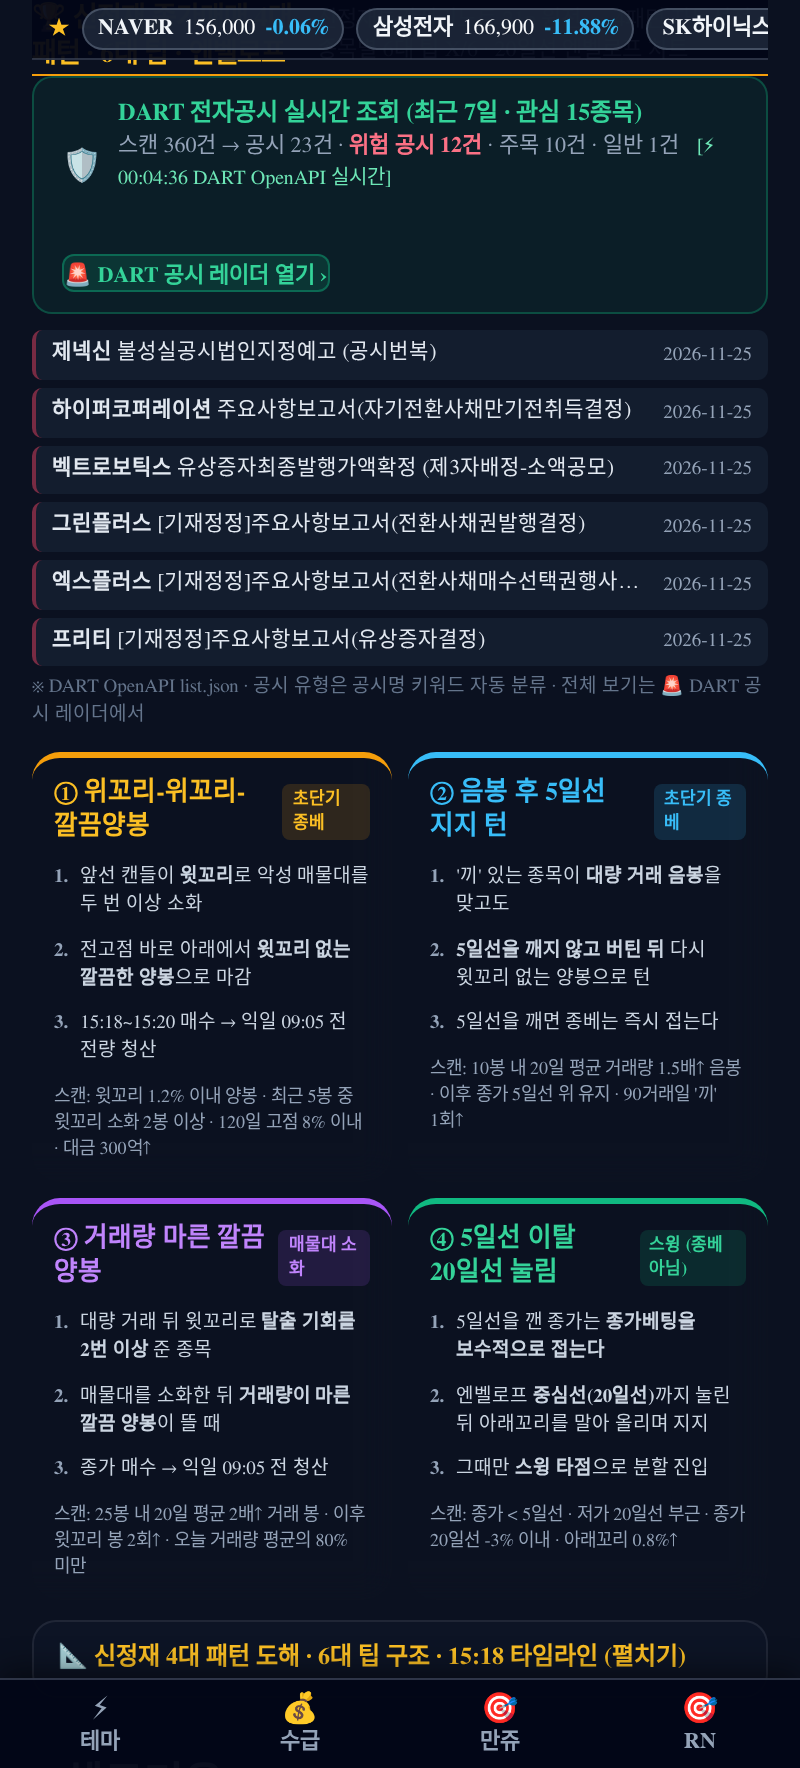 ★ NAVER 156,000 -0.06% 삼성전자 166,900 -11.88% SK하이닉스
DART 전자공시 실시간 조회 (최근 7일 · 관심 15종목)
스캔 360건 → 공시 23건 · 위험 공시 12건 · 주목 10건 · 일반 1건 [⚡
00:04:36 DART OpenAPI 실시간]
🚨 DART 공시 레이더 열기 ›
제넥신 불성실공시법인지정예고 (공시번복) 2026-11-25
하이퍼코퍼레이션 주요사항보고서(자기전환사채만기전취득결정) 2026-11-25
벡트로보틱스 유상증자최종발행가액확정 (제3자배정-소액공모) 2026-11-25
그린플러스 [기재정정]주요사항보고서(전환사채권발행결정) 2026-11-25
엑스플러스 [기재정정]주요사항보고서(전환사채매수선택권행사... 2026-11-25
프리티 [기재정정]주요사항보고서(유상증자결정) 2026-11-25
※ DART OpenAPI list.json · 공시 유형은 공시명 키워드 자동 분류 · 전체 보기는 🚨 DART 공
시 레이더에서
① 위꼬리-위꼬리-
깔끔양봉
초단기
종베
1. 앞선 캔들이 윗꼬리로 악성 매물대를
두 번 이상 소화
2. 전고점 바로 아래에서 윗꼬리 없는
깔끔한 양봉으로 마감
3. 15:18~15:20 매수 → 익일 09:05 전
전량 청산
스캔: 윗꼬리 1.2% 이내 양봉 · 최근 5봉 중
윗꼬리 소화 2봉 이상 · 120일 고점 8% 이내
· 대금 300억↑
② 음봉 후 5일선
지지 턴
초단기 종
베
1. '끼' 있는 종목이 대량 거래 음봉을
맞고도
2. 5일선을 깨지 않고 버틴 뒤 다시
윗꼬리 없는 양봉으로 턴
3. 5일선을 깨면 종베는 즉시 접는다
스캔: 10봉 내 20일 평균 거래량 1.5배↑ 음봉
· 이후 종가 5일선 위 유지 · 90거래일 '끼'
1회↑
③ 거래량 마른 깔끔
양봉
매물대 소
화
1. 대량 거래 뒤 윗꼬리로 탈출 기회를
2번 이상 준 종목
2. 매물대를 소화한 뒤 거래량이 마른
깔끔 양봉이 뜰 때
3. 종가 매수 → 익일 09:05 전 청산
스캔: 25봉 내 20일 평균 2배↑ 거래 봉 · 이후
윗꼬리 봉 2회↑ · 오늘 거래량 평균의 80%
미만
④ 5일선 이탈
20일선 눌림
스윙 (종베
아님)
1. 5일선을 깬 종가는 종가베팅을
보수적으로 접는다
2. 엔벨로프 중심선(20일선)까지 눌린
뒤 아래꼬리를 말아 올리며 지지
3. 그때만 스윙 타점으로 분할 진입
스캔: 종가 < 5일선 · 저가 20일선 부근 · 종가
20일선 -3% 이내 · 아래꼬리 0.8%↑
📐 신정재 4대 패턴 도해 · 6대 팁 구조 · 15:18 타임라인 (펼치기)
⚡ 테마
💰 수급
🎯 만쥬
🎯 RN